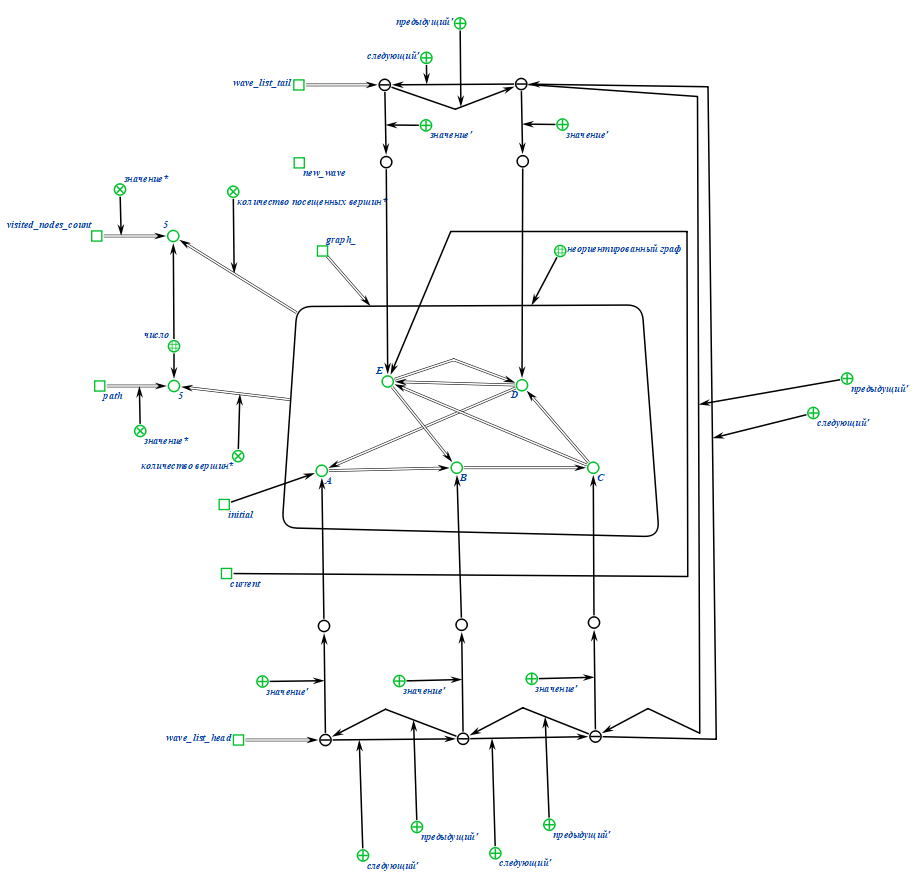 предыдущий'
следующий'
wave_list_tail
значение'
значение'
new_wave
значение*
количество посещенных вершин*
visited_nodes_count
5
graph_
неориентированный граф
число
E
D
path
5
предыдущий'
следующий'
значение*
количество вершин*
A
B
C
initial
current
значение'
значение'
значение'
wave_list_head
предыдущий'
предыдущий'
следующий'
следующий'